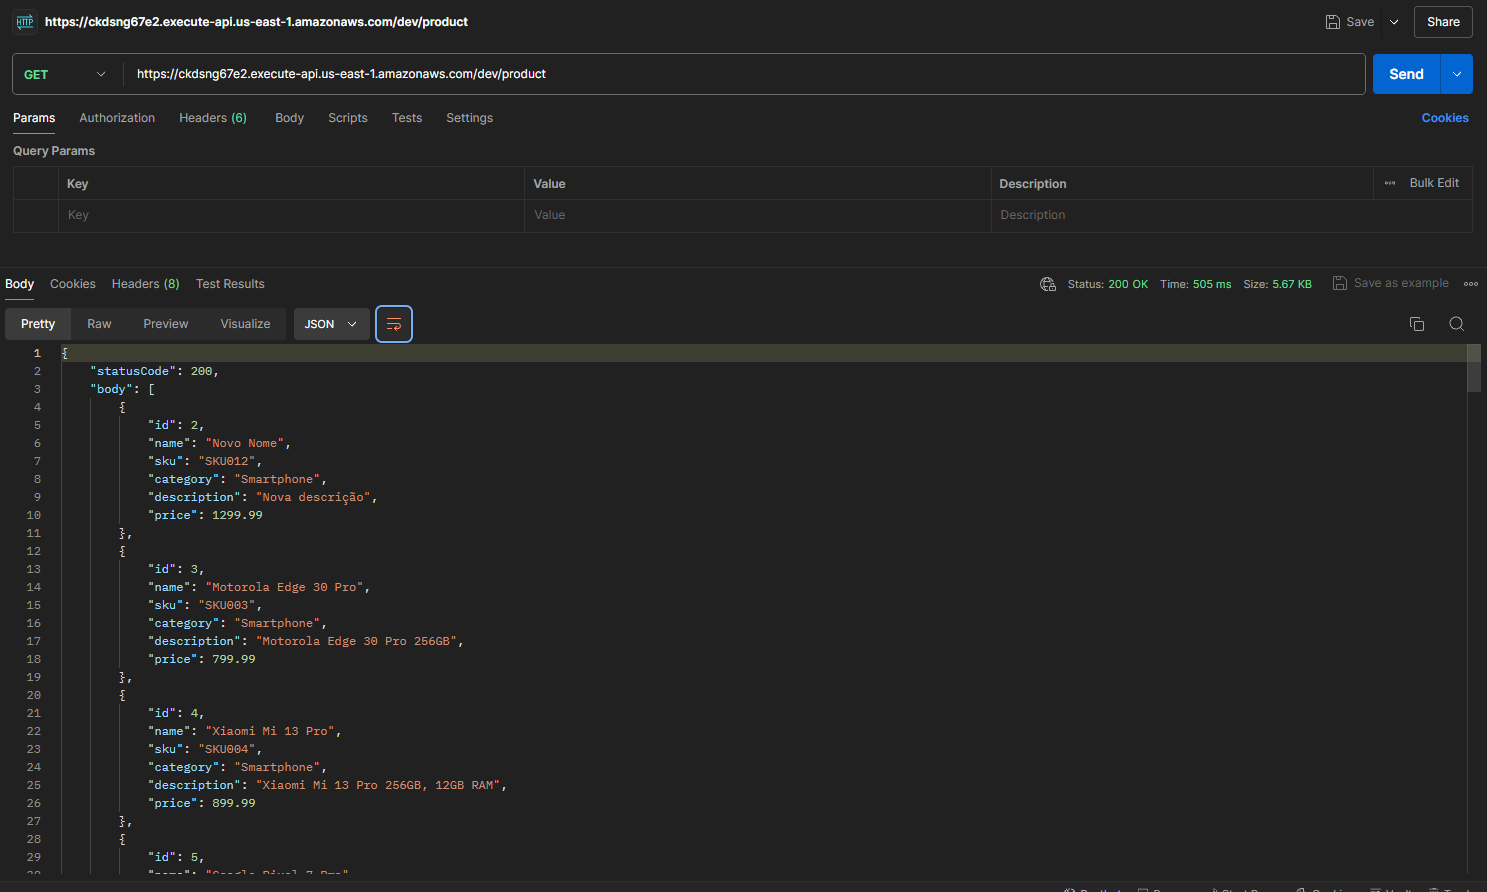 HTTP https://ckdsng67e2.execute-api.us-east-1.amazonaws.com/dev/product Save Share
GET https://ckdsng67e2.execute-api.us-east-1.amazonaws.com/dev/product Send
Params Authorization Headers (6) Body Scripts Tests Settings Cookies
Query Params
Key Value Description Bulk Edit
Key Value Description
Body Cookies Headers (8) Test Results Status: 200 OK Time: 505 ms Size: 5.67 KB Save as example
Pretty Raw Preview Visualize JSON
1 {
2 "statusCode": 200,
3 "body": [
4 {
5 "id": 2,
6 "name": "Novo Nome",
7 "sku": "SKU012",
8 "category": "Smartphone",
9 "description": "Nova descrição",
10 "price": 1299.99
11 },
12 {
13 "id": 3,
14 "name": "Motorola Edge 30 Pro",
15 "sku": "SKU003",
16 "category": "Smartphone",
17 "description": "Motorola Edge 30 Pro 256GB",
18 "price": 799.99
19 },
20 {
21 "id": 4,
22 "name": "Xiaomi Mi 13 Pro",
23 "sku": "SKU004",
24 "category": "Smartphone",
25 "description": "Xiaomi Mi 13 Pro 256GB, 12GB RAM",
26 "price": 899.99
27 },
28 {
29 "id": 5,